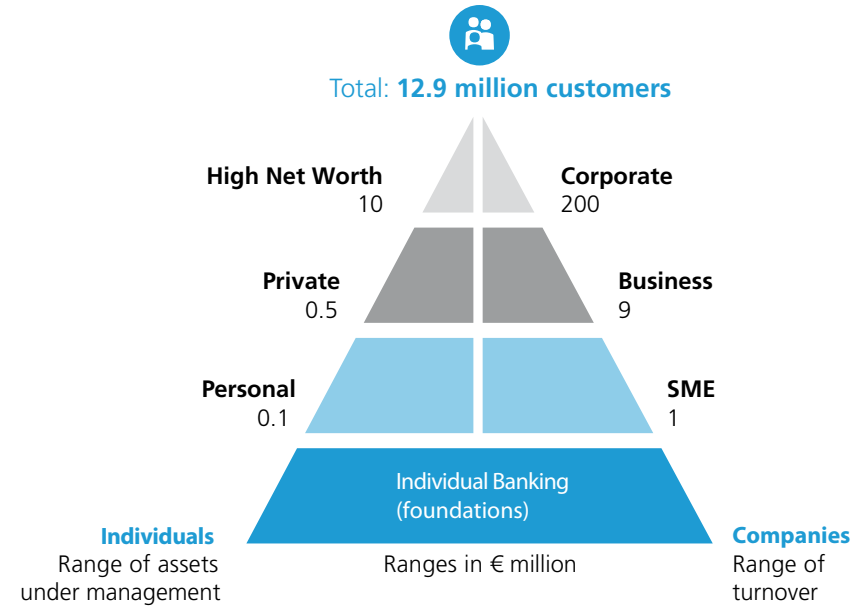 Total: 12.9 million customers
High Net Worth
10
Corporate
200
Private
0.5
Business
9
Personal
0.1
SME
1
Individual Banking
(foundations)
Individuals
Range of assets
under management
Ranges in € million
Companies
Range of
turnover